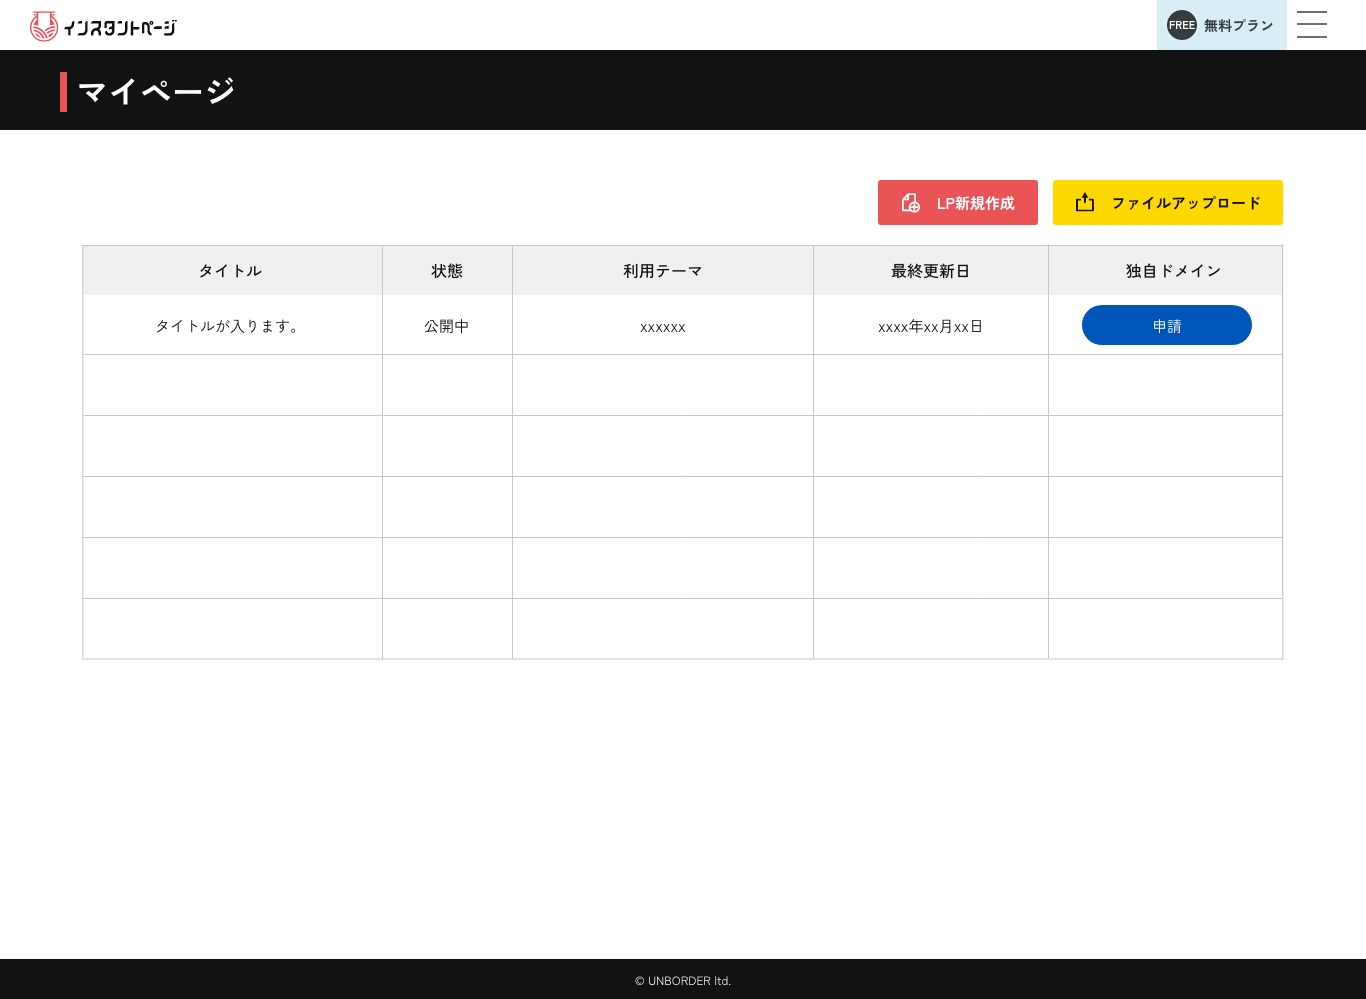 インスタントページ
FREE 無料プラン
マイページ
LP新規作成 ファイルアップロード
タイトル 状態 利用テーマ 最終更新日 独自ドメイン
タイトルが入ります。 公開中 xxxxxx xxxx年xx月xx日 申請
© UNBORDER ltd.